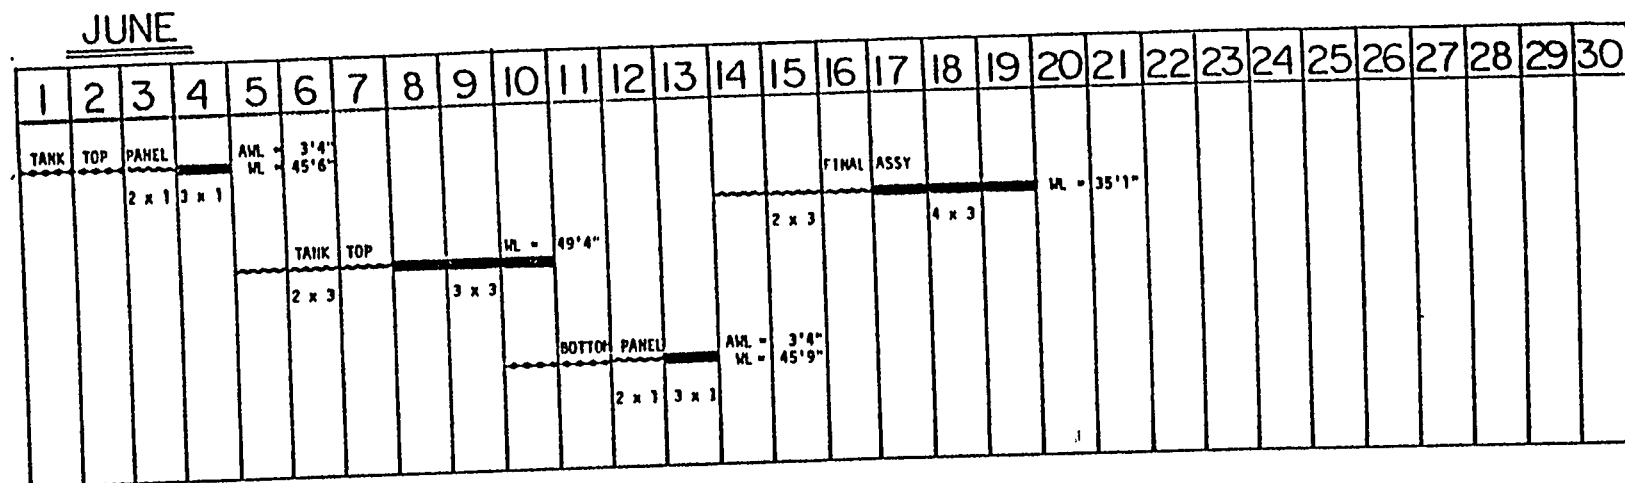 JUNE
1 2 3 4 5 6 7 8 9 10 11 12 13 14 15 16 17 18 19 20 21 22 23 24 25 26 27 28 29 30
TANK TOP PANEL
AWL = 3'4"
WL = 45'6"
2 x 1 3 x 1
FINAL ASSY
WL = 35'1"
2 x 3 4 x 3
TANK TOP
WL = 49'4"
2 x 3 3 x 3
BOTTOM PANEL
AWL = 3'4"
WL = 45'9"
2 x 1 3 x 1